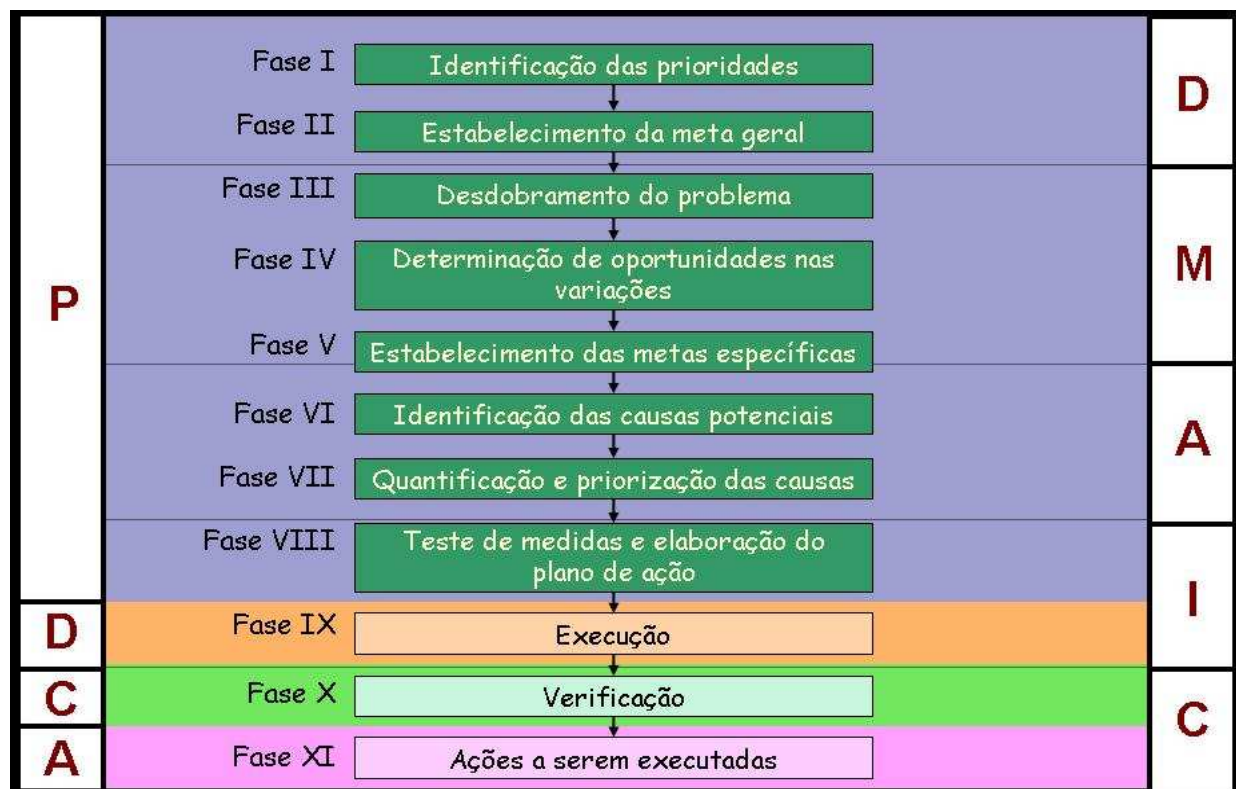 Fase I
Identificação das prioridades
D
Fase II
Estabelecimento da meta geral
Fase III
Desdobramento do problema
P
Fase IV
Determinação de oportunidades nas
variações
M
Fase V
Estabelecimento das metas específicas
Fase VI
Identificação das causas potenciais
A
Fase VII
Quantificação e priorização das causas
Fase VIII
Teste de medidas e elaboração do
plano de ação
I
D
Fase IX
Execução
C
Fase X
Verificação
C
A
Fase XI
Ações a serem executadas